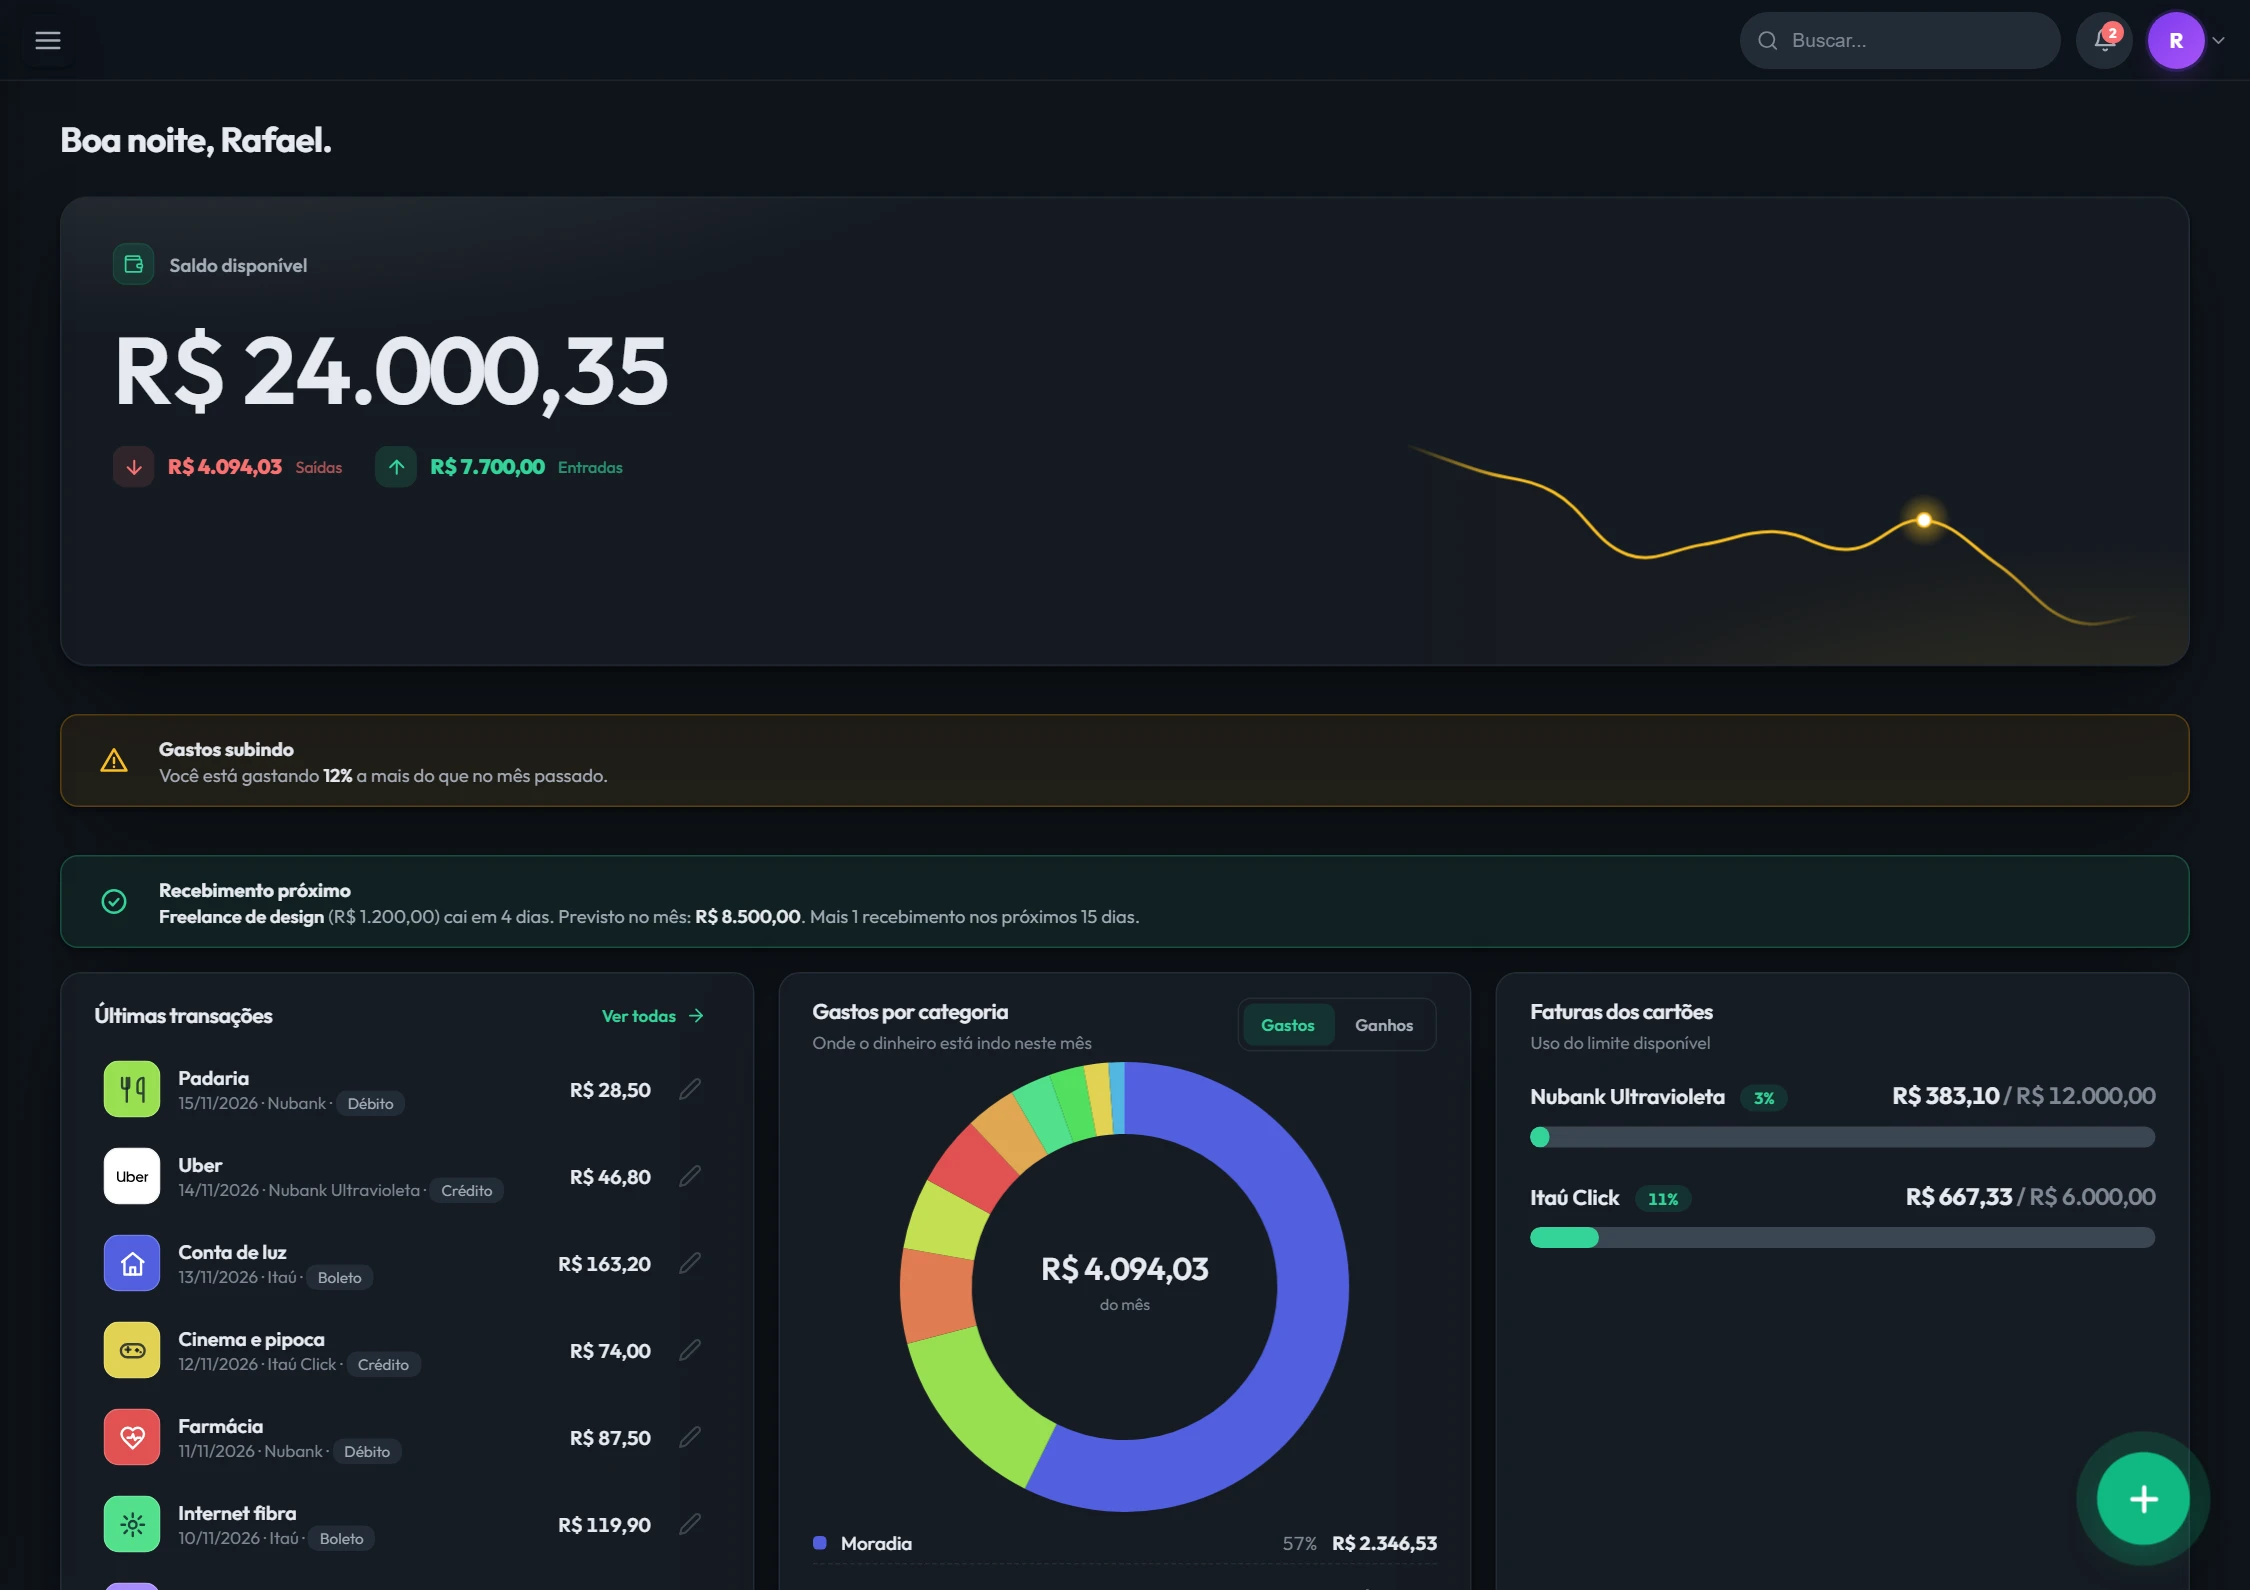 Buscar...
2
R
Boa noite, Rafael.
Saldo disponível
R$ 24.000,35
R$ 4.094,03 Saídas R$ 7.700,00 Entradas
Gastos subindo
Você está gastando 12% a mais do que no mês passado.
Recebimento próximo
Freelance de design (R$ 1.200,00) cai em 4 dias. Previsto no mês: R$ 8.500,00. Mais 1 recebimento nos próximos 15 dias.
Últimas transações
Ver todas
Padaria
15/11/2026 · Nubank · Débito
R$ 28,50
Uber
Uber
14/11/2026 · Nubank Ultravioleta · Crédito
R$ 46,80
Conta de luz
13/11/2026 · Itaú · Boleto
R$ 163,20
Cinema e pipoca
12/11/2026 · Itaú Click · Crédito
R$ 74,00
Farmácia
11/11/2026 · Nubank · Débito
R$ 87,50
Internet fibra
10/11/2026 · Itaú · Boleto
R$ 119,90
Gastos por categoria
Onde o dinheiro está indo neste mês
Gastos Ganhos
R$ 4.094,03
do mês
Moradia 57% R$ 2.346,53
Faturas dos cartões
Uso do limite disponível
Nubank Ultravioleta 3% R$ 383,10 / R$ 12.000,00
Itaú Click 11% R$ 667,33 / R$ 6.000,00